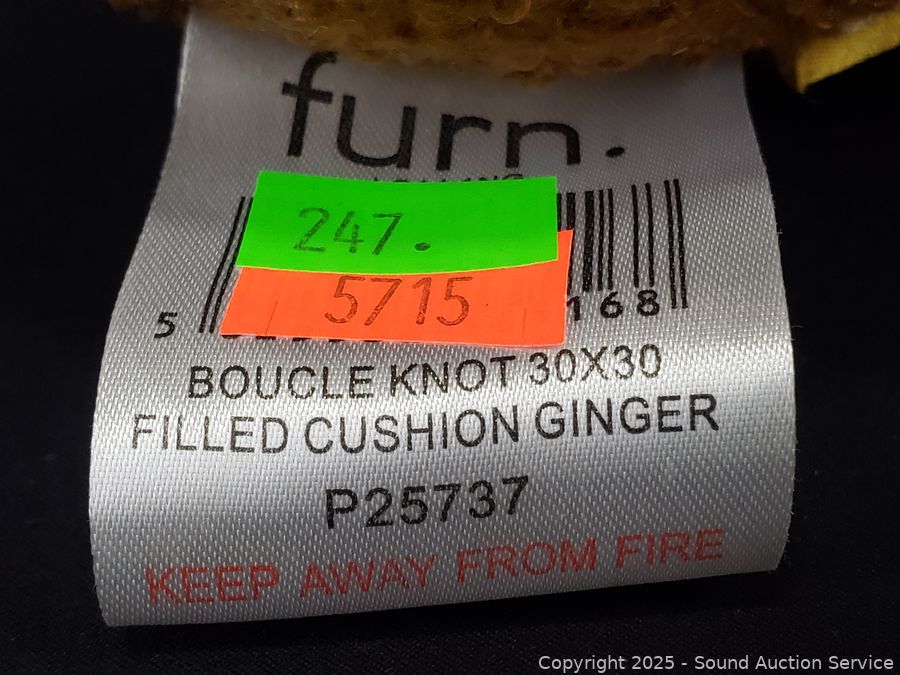 furn.
247.
5715
5 168
BOUCLE KNOT 30X30
FILLED CUSHION GINGER
P25737
KEEP AWAY FROM FIRE
Copyright © 2025 - Sound Auction Service